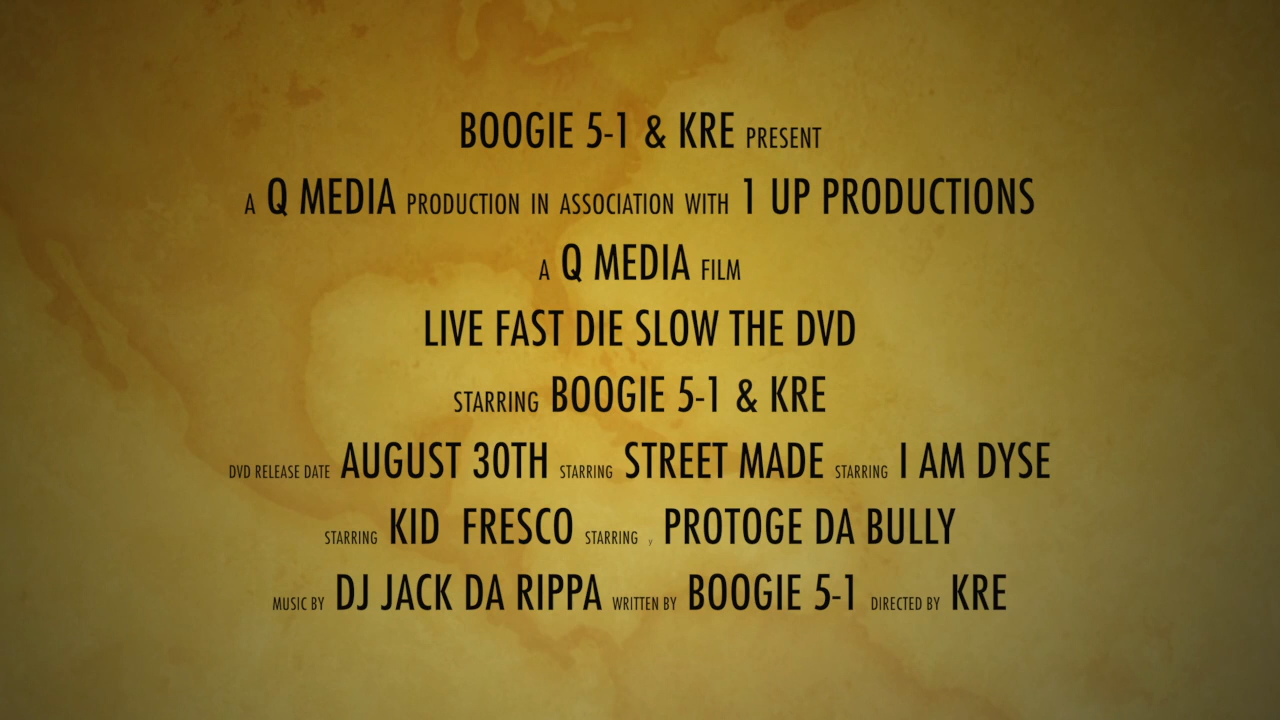 BOOGIE 5-1 & KRE PRESENT
A Q MEDIA PRODUCTION IN ASSOCIATION WITH 1 UP PRODUCTIONS
A Q MEDIA FILM
LIVE FAST DIE SLOW THE DVD
STARRING BOOGIE 5-1 & KRE
DVD RELEASE DATE AUGUST 30TH STARRING STREET MADE STARRING I AM DYSE
STARRING KID FRESCO STARRING y PROTOGE DA BULLY
MUSIC BY DJ JACK DA RIPPA WRITTEN BY BOOGIE 5-1 DIRECTED BY KRE